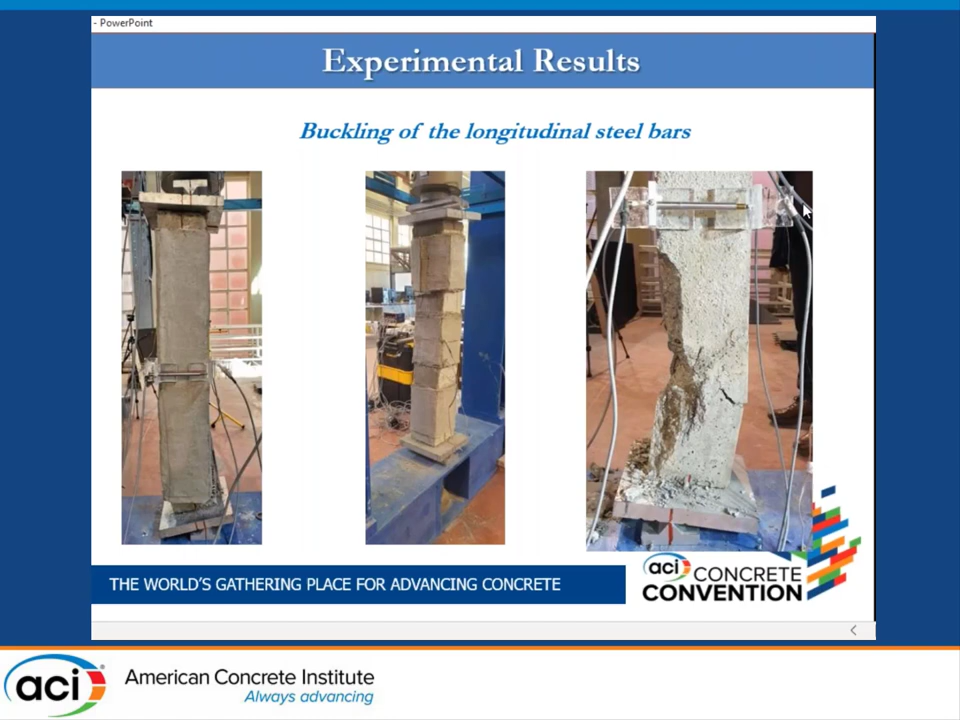 - PowerPoint
Experimental Results
Buckling of the longitudinal steel bars
THE WORLD'S GATHERING PLACE FOR ADVANCING CONCRETE
aci CONCRETE
CONVENTION
aci® American Concrete Institute
Always advancing